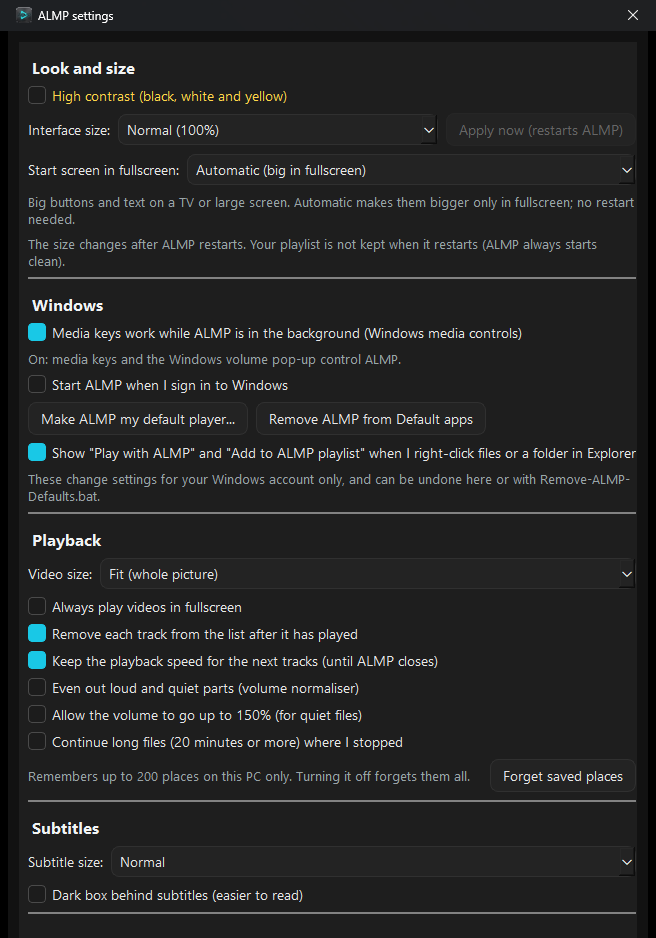 ALMP settings
Look and size
High contrast (black, white and yellow)
Interface size: Normal (100%) Apply now (restarts ALMP)
Start screen in fullscreen: Automatic (big in fullscreen)
Big buttons and text on a TV or large screen. Automatic makes them bigger only in fullscreen; no restart
needed.
The size changes after ALMP restarts. Your playlist is not kept when it restarts (ALMP always starts
clean).
Windows
Media keys work while ALMP is in the background (Windows media controls)
On: media keys and the Windows volume pop-up control ALMP.
Start ALMP when I sign in to Windows
Make ALMP my default player... Remove ALMP from Default apps
Show "Play with ALMP" and "Add to ALMP playlist" when I right-click files or a folder in Explorer
These change settings for your Windows account only, and can be undone here or with Remove-ALMP-
Defaults.bat.
Playback
Video size: Fit (whole picture)
Always play videos in fullscreen
Remove each track from the list after it has played
Keep the playback speed for the next tracks (until ALMP closes)
Even out loud and quiet parts (volume normaliser)
Allow the volume to go up to 150% (for quiet files)
Continue long files (20 minutes or more) where I stopped
Remembers up to 200 places on this PC only. Turning it off forgets them all. Forget saved places
Subtitles
Subtitle size: Normal
Dark box behind subtitles (easier to read)